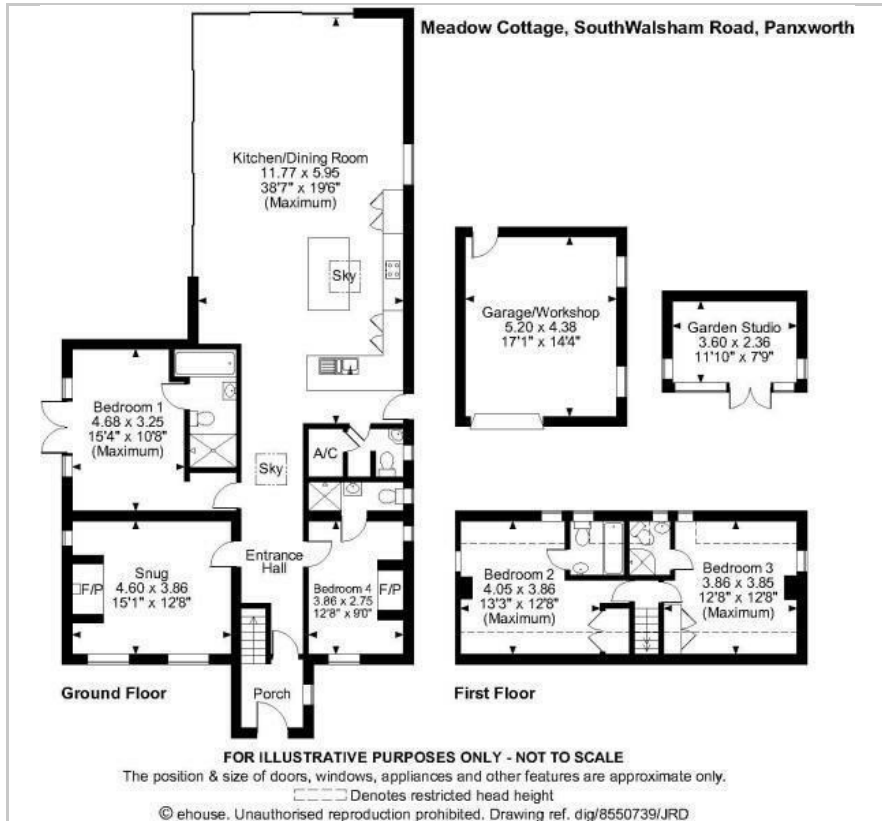 Meadow Cottage, SouthWalsham Road, Panxworth
Kitchen/Dining Room
11.77 x 5.95
38'7" x 19'6"
(Maximum)
Sky
Garage/Workshop
5.20 x 4.38
17'1" x 14'4"
Garden Studio
3.60 x 2.36
11'10" x 7'9"
Bedroom 1
4.68 x 3.25
15'4" x 10'8"
(Maximum)
A/C
Sky
Snug
4.60 x 3.86
15'1" x 12'8"
F/P
Entrance
Hall
Bedroom 4
3.86 x 2.75
12'8" x 9'0"
F/P
Bedroom 2
4.05 x 3.86
13'3" x 12'8"
(Maximum)
Bedroom 3
3.86 x 3.85
12'8" x 12'8"
(Maximum)
Ground Floor
Porch
First Floor
FOR ILLUSTRATIVE PURPOSES ONLY - NOT TO SCALE
The position & size of doors, windows, appliances and other features are approximate only.
Denotes restricted head height
© ehouse. Unauthorised reproduction prohibited. Drawing ref. dig/8550739/JRD